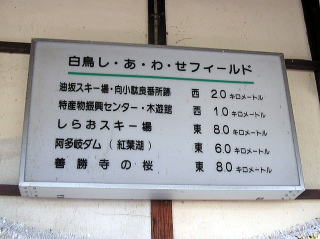 白鳥し・あ・わ・せフィールド
油坂スキー場・向小駄良番所跡 西 2.0 キロメートル
特産物振興センター・木遊館 西 1.0 キロメートル
しらおスキー場 東 8.0 キロメートル
阿多岐ダム(紅葉湖) 東 6.0 キロメートル
善勝寺の桜 東 8.0 キロメートル